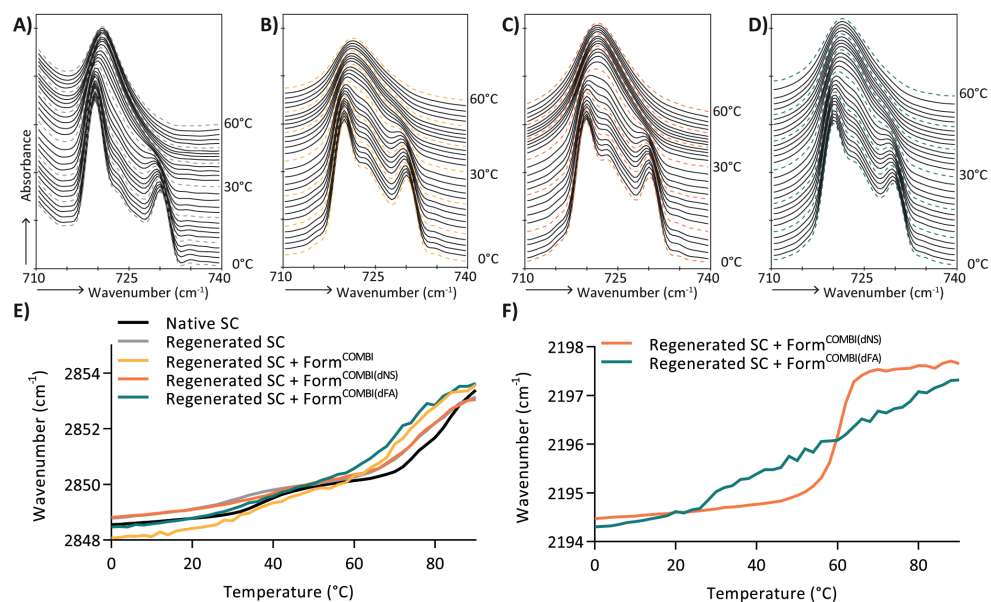 A)
B)
C)
D)
Absorbance
60°C
30°C
0°C
710
725
740
Wavenumber (cm⁻¹)
60°C
30°C
0°C
710
725
740
Wavenumber (cm⁻¹)
60°C
30°C
0°C
710
725
740
Wavenumber (cm⁻¹)
60°C
30°C
0°C
710
725
740
Wavenumber (cm⁻¹)
E)
Native SC
Regenerated SC
Regenerated SC + Form^COMBI
Regenerated SC + Form^COMBI(dNS)
Regenerated SC + Form^COMBI(dFA)
Wavenumber (cm⁻¹)
2854
2852
2850
2848
0
20
40
60
80
Temperature (°C)
F)
Regenerated SC + Form^COMBI(dNS)
Regenerated SC + Form^COMBI(dFA)
Wavenumber (cm⁻¹)
2198
2197
2196
2195
2194
0
20
40
60
80
Temperature (°C)